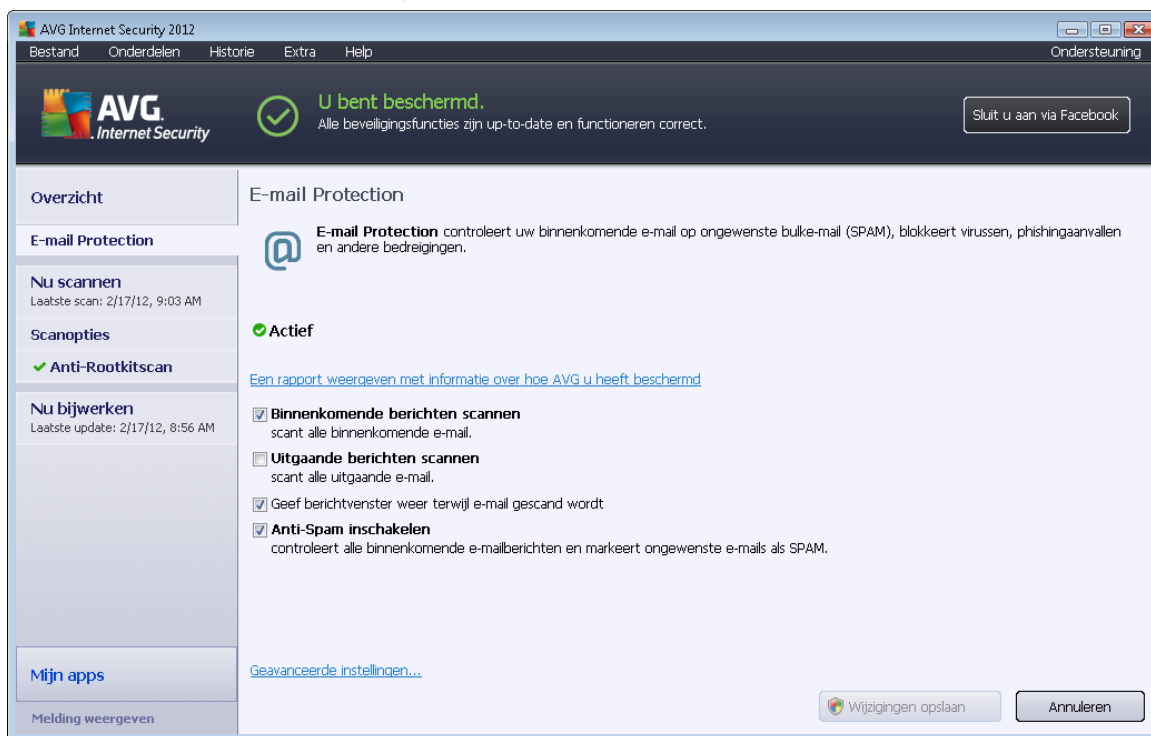 AVG Internet Security 2012
Bestand Onderdelen Historie Extra Help Ondersteuning
AVG.
Internet Security
U bent beschermd.
Alle beveiligingsfuncties zijn up-to-date en functioneren correct.
Sluit u aan via Facebook
Overzicht
E-mail Protection
Nu scannen
Laatste scan: 2/17/12, 9:03 AM
Scanopties
Anti-Rootkitscan
Nu bijwerken
Laatste update: 2/17/12, 8:56 AM
Mijn apps
Melding weergeven
E-mail Protection
E-mail Protection controleert uw binnenkomende e-mail op ongewenste bulke-mail (SPAM), blokkeert virussen, phishingaanvallen
en andere bedreigingen.
Actief
Een rapport weergeven met informatie over hoe AVG u heeft beschermd
Binnenkomende berichten scannen
scant alle binnenkomende e-mail.
Uitgaande berichten scannen
scant alle uitgaande e-mail.
Geef berichtvenster weer terwijl e-mail gescand wordt
Anti-Spam inschakelen
controleert alle binnenkomende e-mailberichten en markeert ongewenste e-mails als SPAM.
Geavanceerde instellingen...
Wijzigingen opslaan
Annuleren